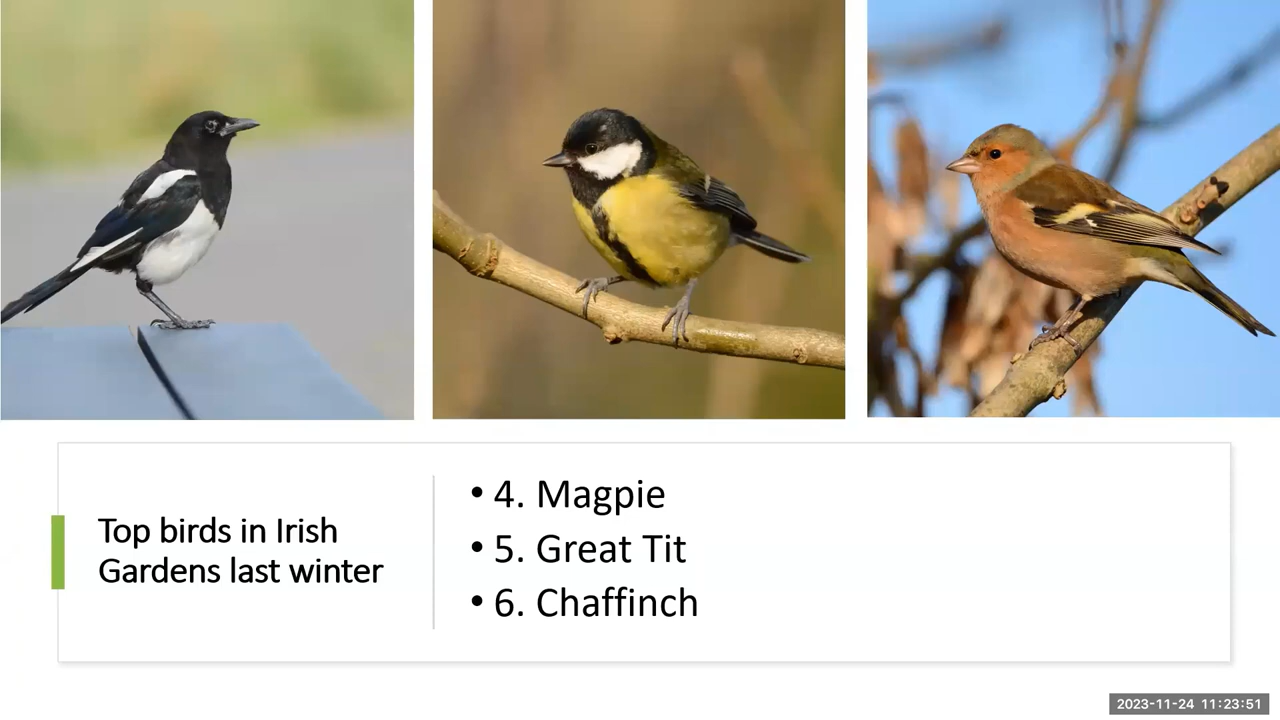 Top birds in Irish
Gardens last winter
• 4. Magpie
• 5. Great Tit
• 6. Chaffinch
2023-11-24 11:23:51